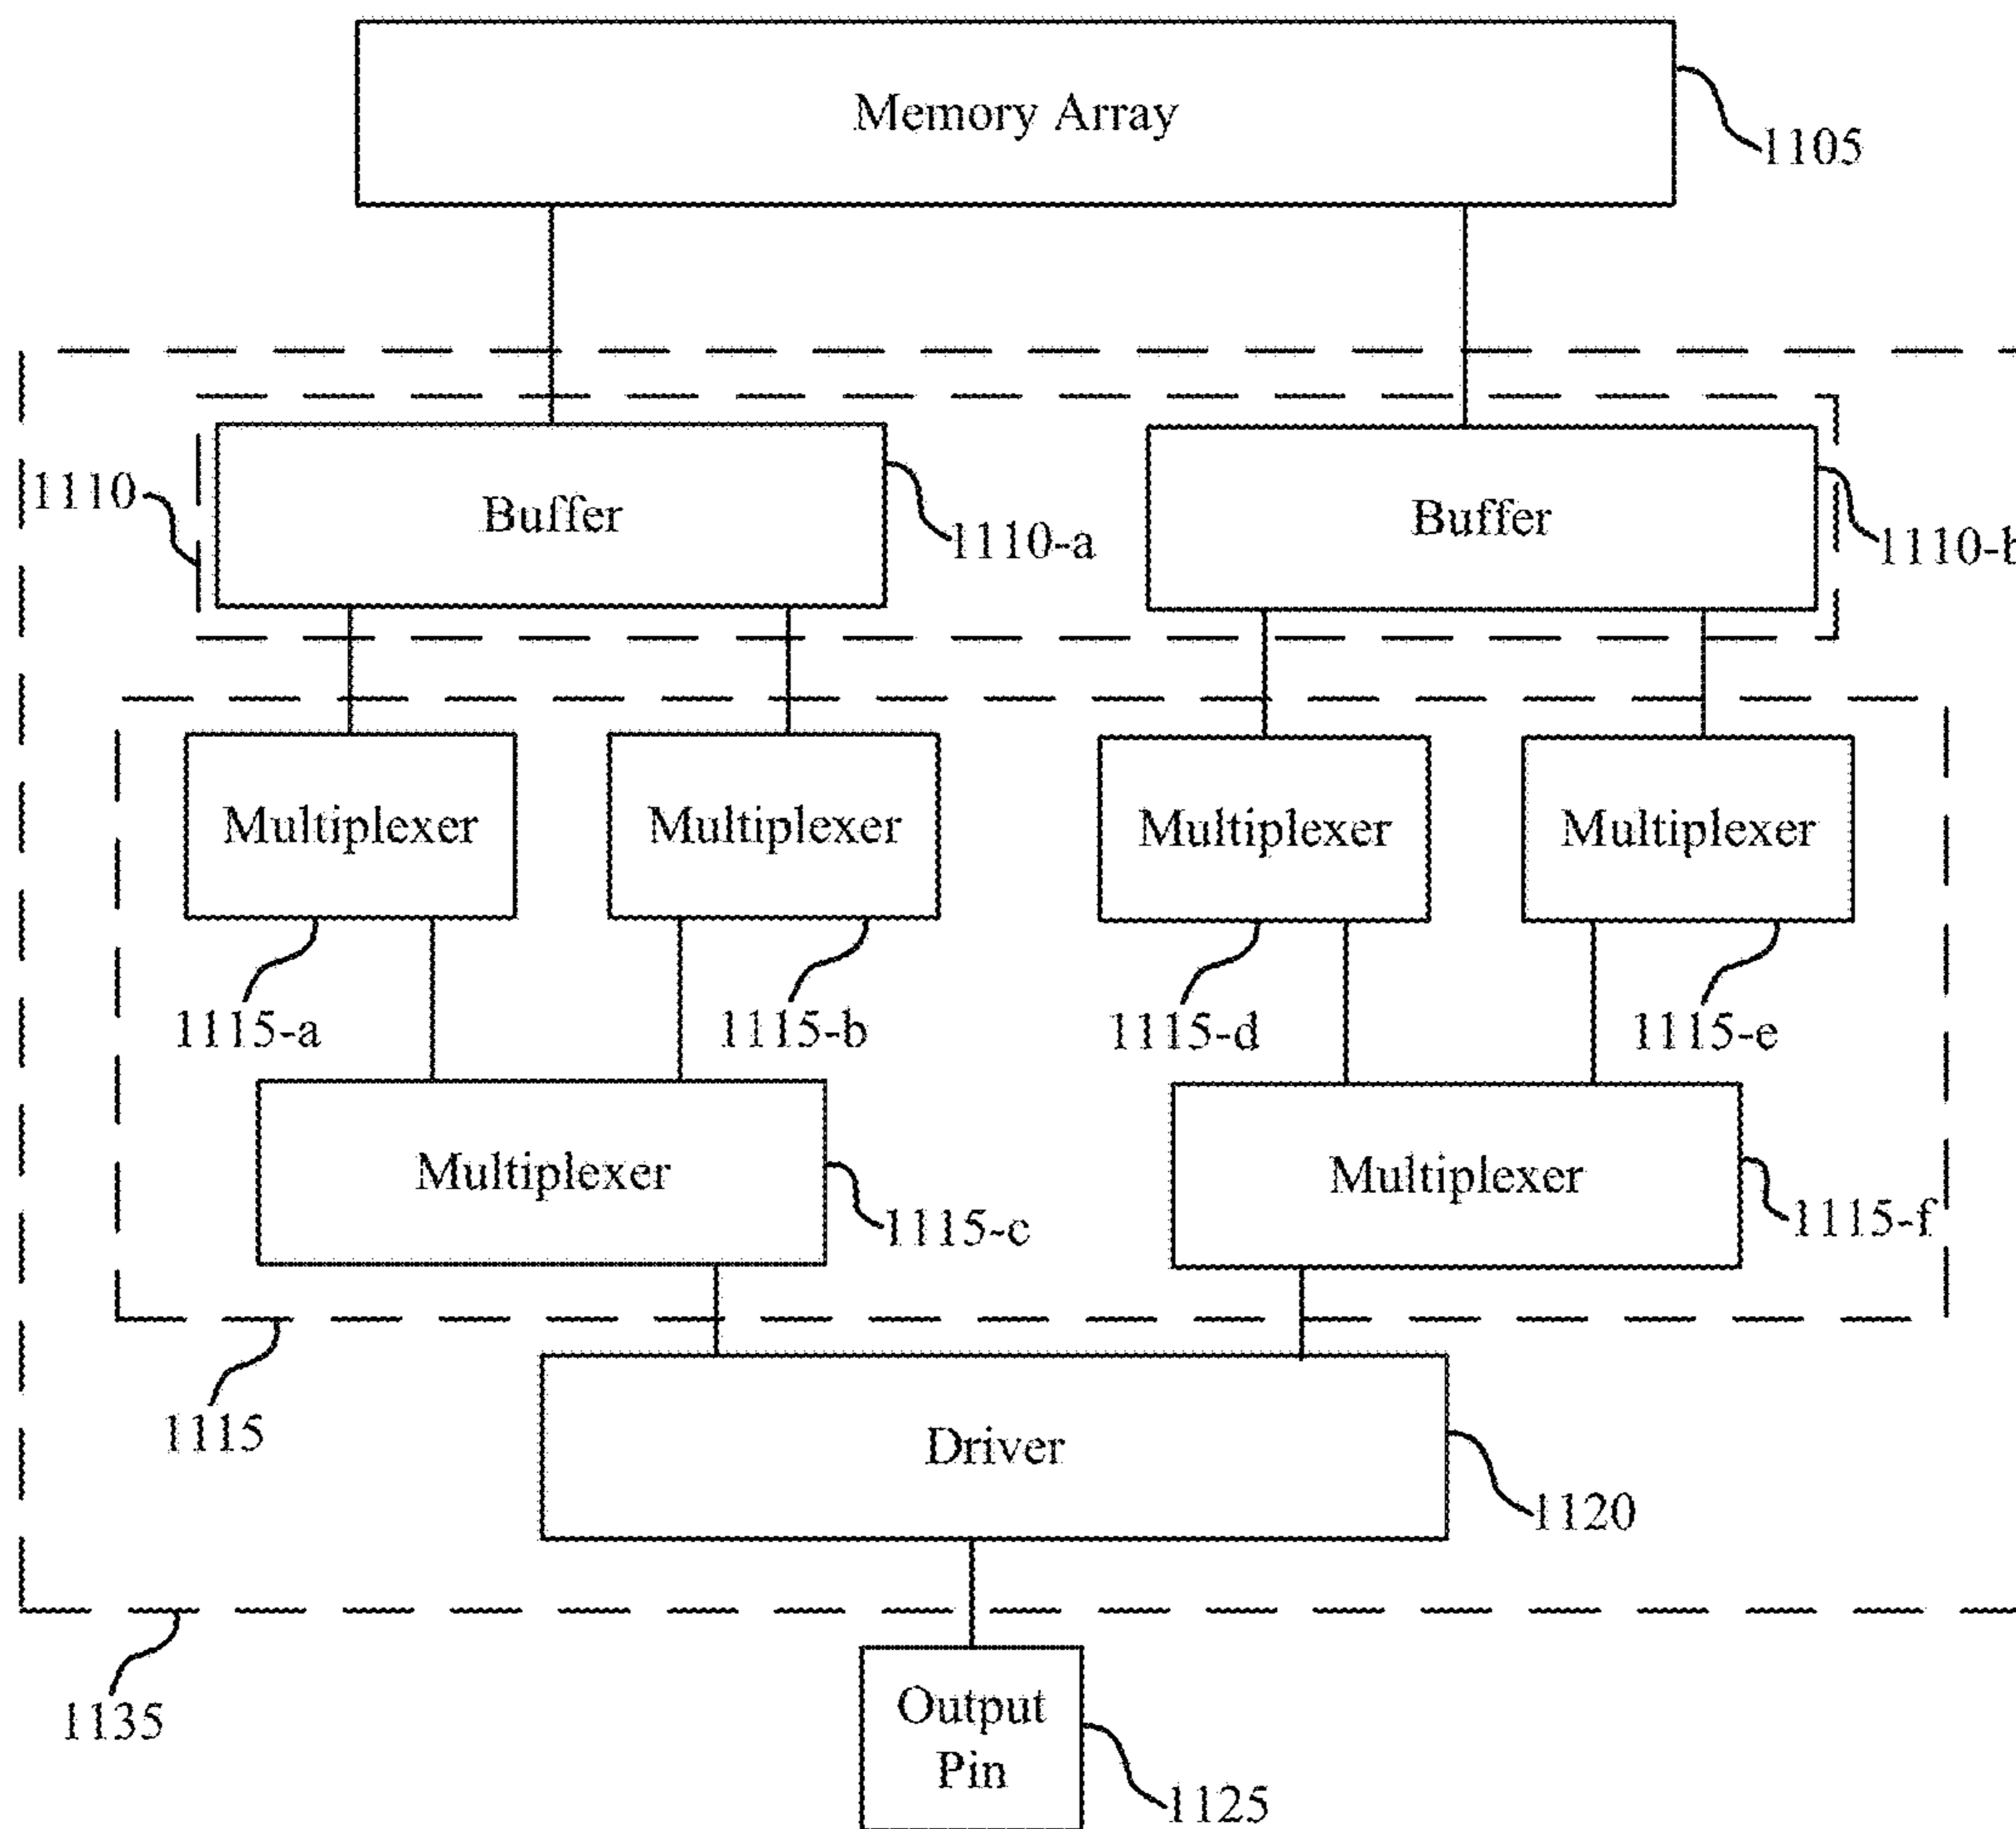 Memory Array
1105
1110
Buffer
1110-a
Buffer
1110-b
Multiplexer
Multiplexer
Multiplexer
Multiplexer
1115-a
1115-b
1115-d
1115-e
Multiplexer
1115-c
Multiplexer
1115-f
1115
Driver
1120
1135
Output
Pin
1125